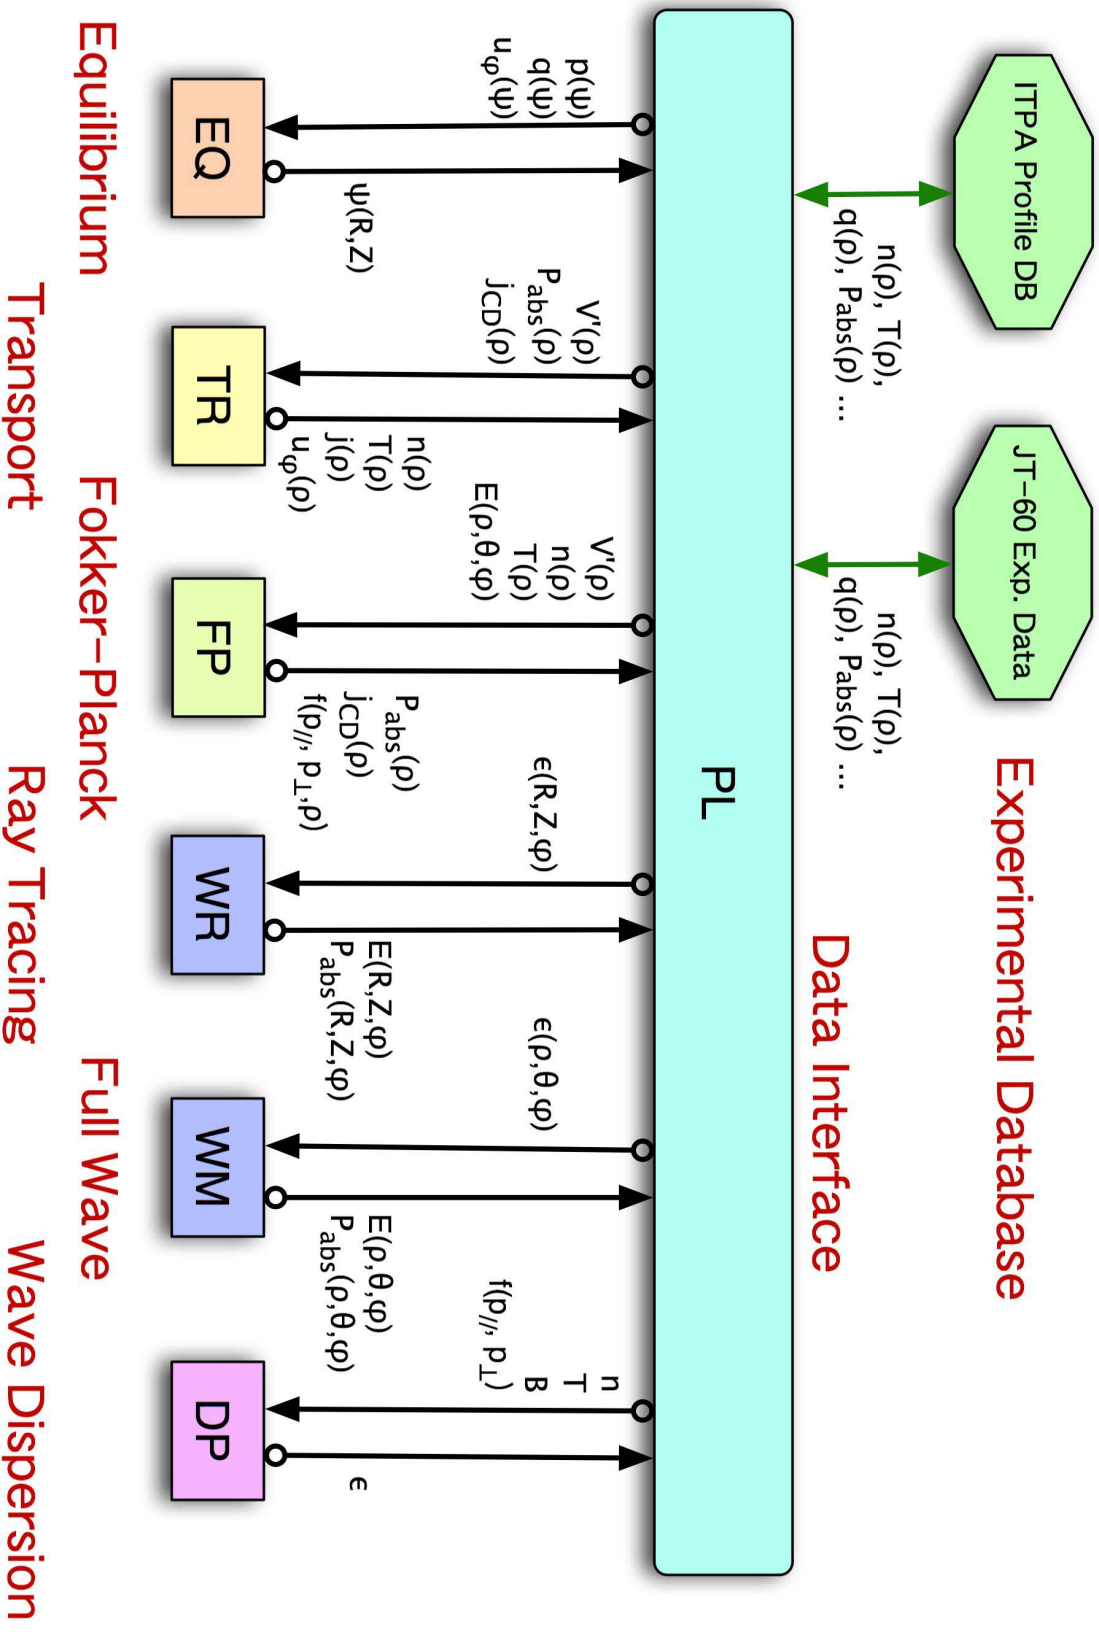 ITPA Profile DB
JT-60 Exp. Data
Experimental Database
n(ρ), T(ρ),
q(ρ), Pabs(ρ) ...
n(ρ), T(ρ),
q(ρ), Pabs(ρ) ...
Data Interface
PL
p(ψ)
q(ψ)
uφ(ψ)
ψ(R,Z)
V'(ρ)
Pabs(ρ)
jCD(ρ)
n(ρ)
T(ρ)
j(ρ)
uφ(ρ)
V'(ρ)
n(ρ)
T(ρ)
E(ρ,θ,φ)
Pabs(ρ)
jCD(ρ)
f(p//, p⊥,ρ)
ϵ(R,Z,φ)
E(R,Z,φ)
Pabs(R,Z,φ)
ϵ(ρ,θ,φ)
E(ρ,θ,φ)
Pabs(ρ,θ,φ)
n
T
B
f(p//, p⊥)
ϵ
EQ
TR
FP
WR
WM
DP
Equilibrium
Fokker-Planck
Full Wave
Transport
Ray Tracing
Wave Dispersion